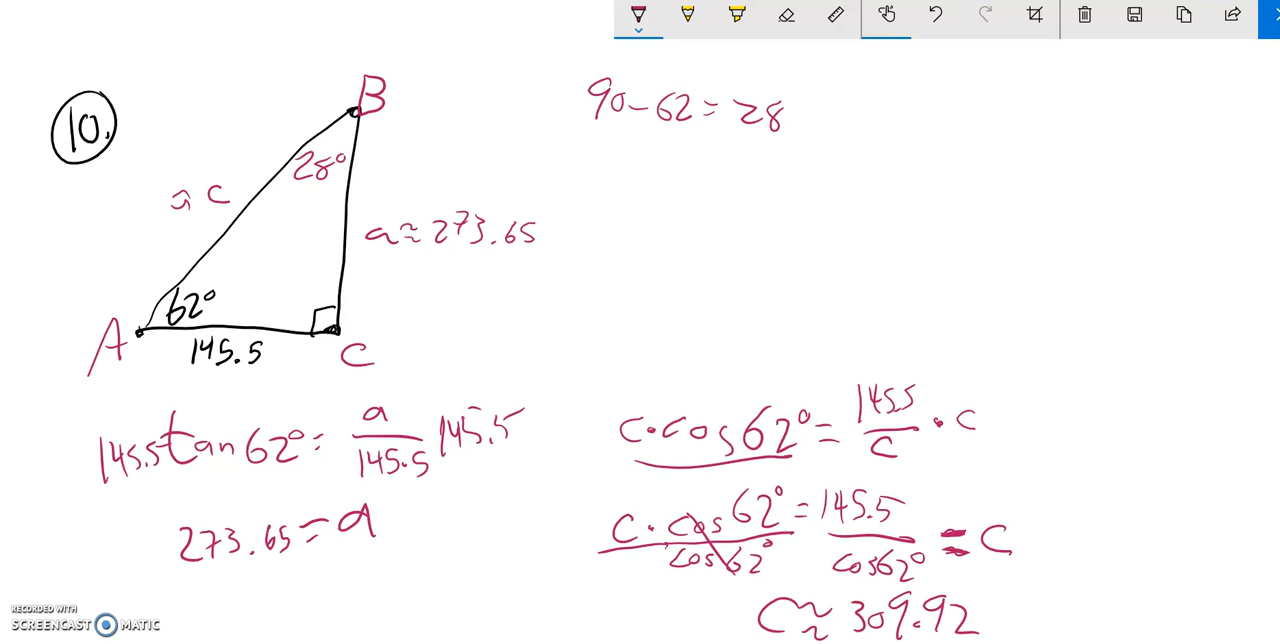 10.
B
90-62=28
28°
a c
a≈273.65
62°
A
145.5
C
145.5 tan 62° = a/145.5 145.5
273.65 = a
c·cos 62° = 145.5/c · c
c·cos 62°/cos 62° = 145.5/cos 62° = c
c≈309.92
RECORDED WITH
SCREENCAST MATIC